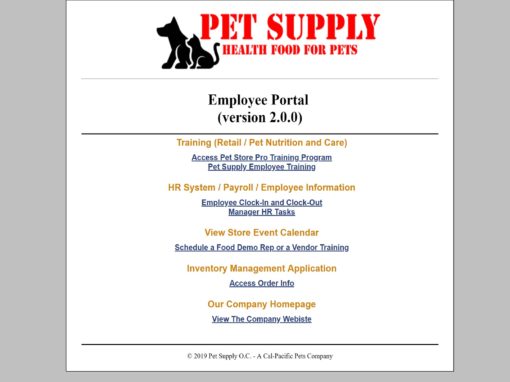 PET SUPPLY
HEALTH FOOD FOR PETS
Employee Portal
(version 2.0.0)
Training (Retail / Pet Nutrition and Care)
Access Pet Store Pro Training Program
Pet Supply Employee Training
HR System / Payroll / Employee Information
Employee Clock-In and Clock-Out
Manager HR Tasks
View Store Event Calendar
Schedule a Food Demo Rep or a Vendor Training
Inventory Management Application
Access Order Info
Our Company Homepage
View The Company Webiste
© 2019 Pet Supply O.C. - A Cal-Pacific Pets Company